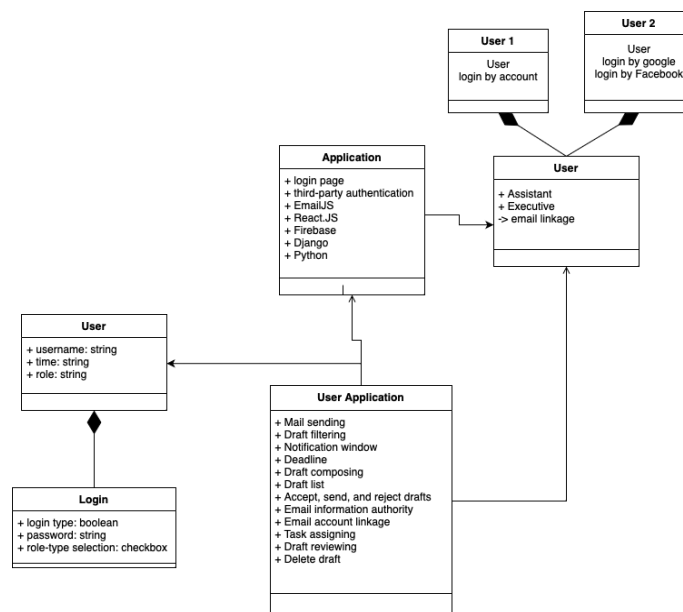 User 1
User
login by account
User 2
User
login by google
login by Facebook
Application
+ login page
+ third-party authentication
+ EmailJS
+ React.JS
+ Firebase
+ Django
+ Python
User
+ Assistant
+ Executive
-> email linkage
User
+ username: string
+ time: string
+ role: string
User Application
+ Mail sending
+ Draft filtering
+ Notification window
+ Deadline
+ Draft composing
+ Draft list
+ Accept, send, and reject drafts
+ Email information authority
+ Email account linkage
+ Task assigning
+ Draft reviewing
+ Delete draft
Login
+ login type: boolean
+ password: string
+ role-type selection: checkbox